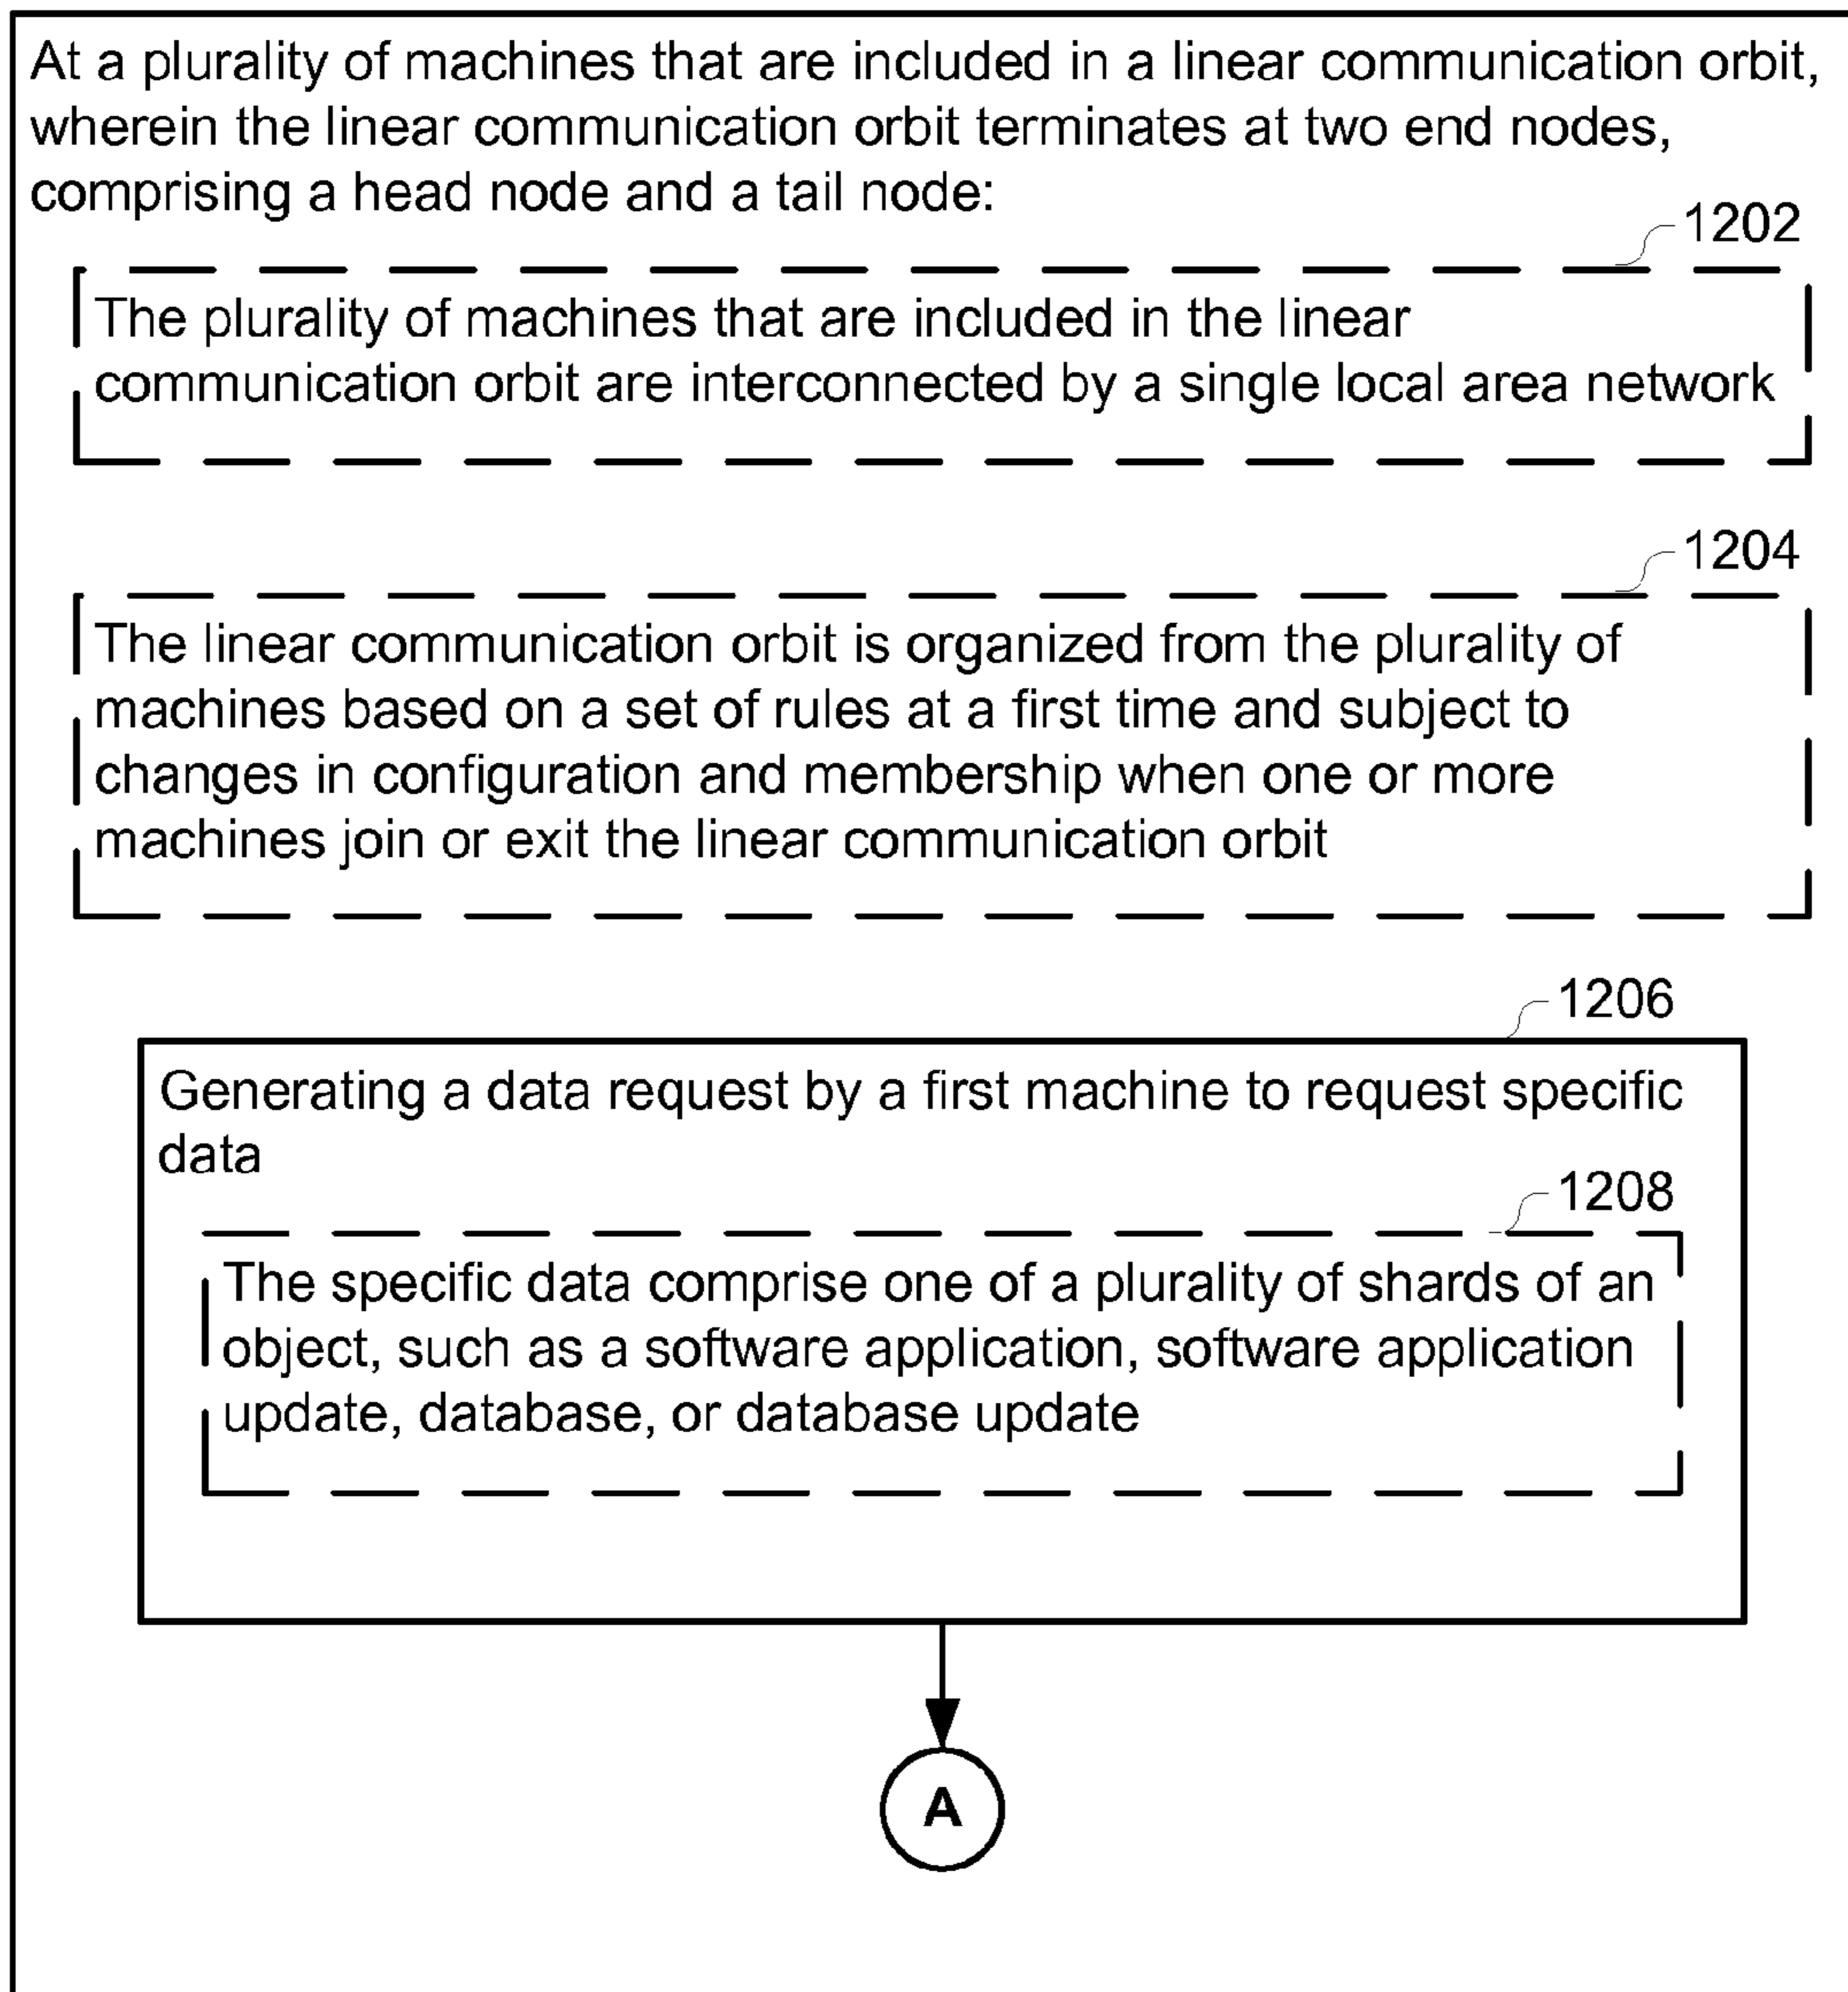 At a plurality of machines that are included in a linear communication orbit,
wherein the linear communication orbit terminates at two end nodes,
comprising a head node and a tail node:
1202
The plurality of machines that are included in the linear
communication orbit are interconnected by a single local area network
1204
The linear communication orbit is organized from the plurality of
machines based on a set of rules at a first time and subject to
changes in configuration and membership when one or more
machines join or exit the linear communication orbit
1206
Generating a data request by a first machine to request specific
data
1208
The specific data comprise one of a plurality of shards of an
object, such as a software application, software application
update, database, or database update
A